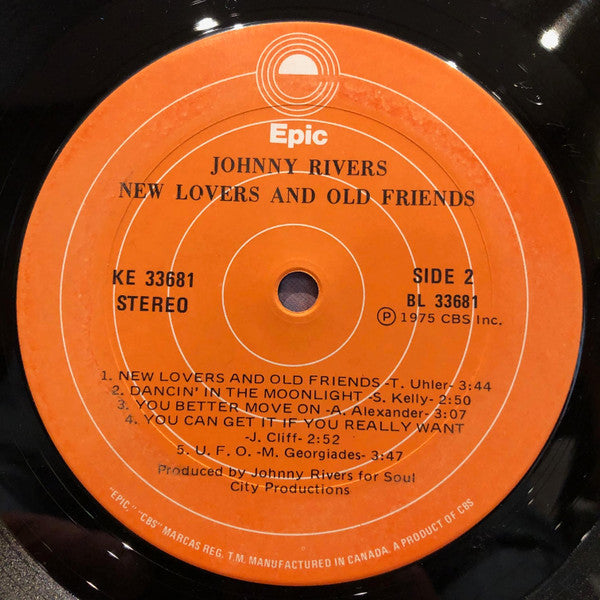 Epic
JOHNNY RIVERS
NEW LOVERS AND OLD FRIENDS
KE 33681
STEREO
SIDE 2
BL 33681
Ⓟ 1975 CBS Inc.
1. NEW LOVERS AND OLD FRIENDS -T. Uhler- 3:44
2. DANCIN' IN THE MOONLIGHT -S. Kelly- 2:50
3. YOU BETTER MOVE ON -A. Alexander- 3:07
4. YOU CAN GET IT IF YOU REALLY WANT
-J. Cliff- 2:52
5. U. F. O. -M. Georgiades- 3:47
Produced by Johnny Rivers for Soul
City Productions
"EPIC," "CBS" MARCAS REG. T.M. MANUFACTURED IN CANADA. A PRODUCT OF CBS